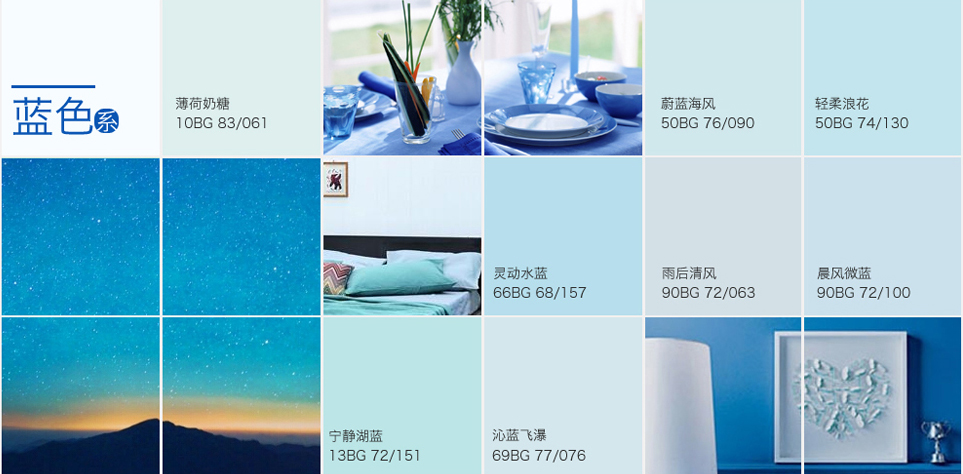 蓝色系
薄荷奶糖
10BG 83/061
蔚蓝海风
50BG 76/090
轻柔浪花
50BG 74/130
灵动水蓝
66BG 68/157
雨后清风
90BG 72/063
晨风微蓝
90BG 72/100
宁静湖蓝
13BG 72/151
沁蓝飞瀑
69BG 77/076